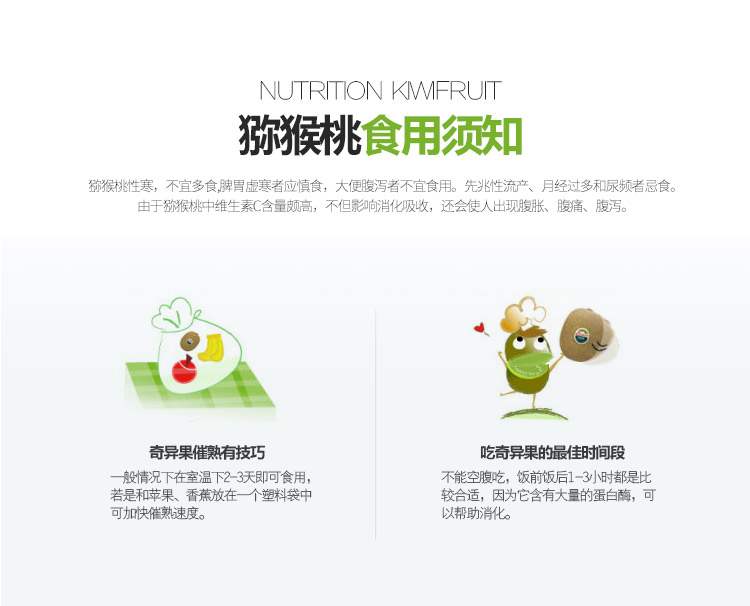 NUTRITION KIWIFRUIT
猕猴桃食用须知
猕猴桃性寒，不宜多食,脾胃虚寒者应慎食，大便腹泻者不宜食用。先兆性流产、月经过多和尿频者忌食。
由于猕猴桃中维生素C含量颇高，不但影响消化吸收，还会使人出现腹胀、腹痛、腹泻。
奇异果催熟有技巧
一般情况下在室温下2-3天即可食用，
若是和苹果、香蕉放在一个塑料袋中
可加快催熟速度。
吃奇异果的最佳时间段
不能空腹吃，饭前饭后1-3小时都是比
较合适，因为它含有大量的蛋白酶，可
以帮助消化。